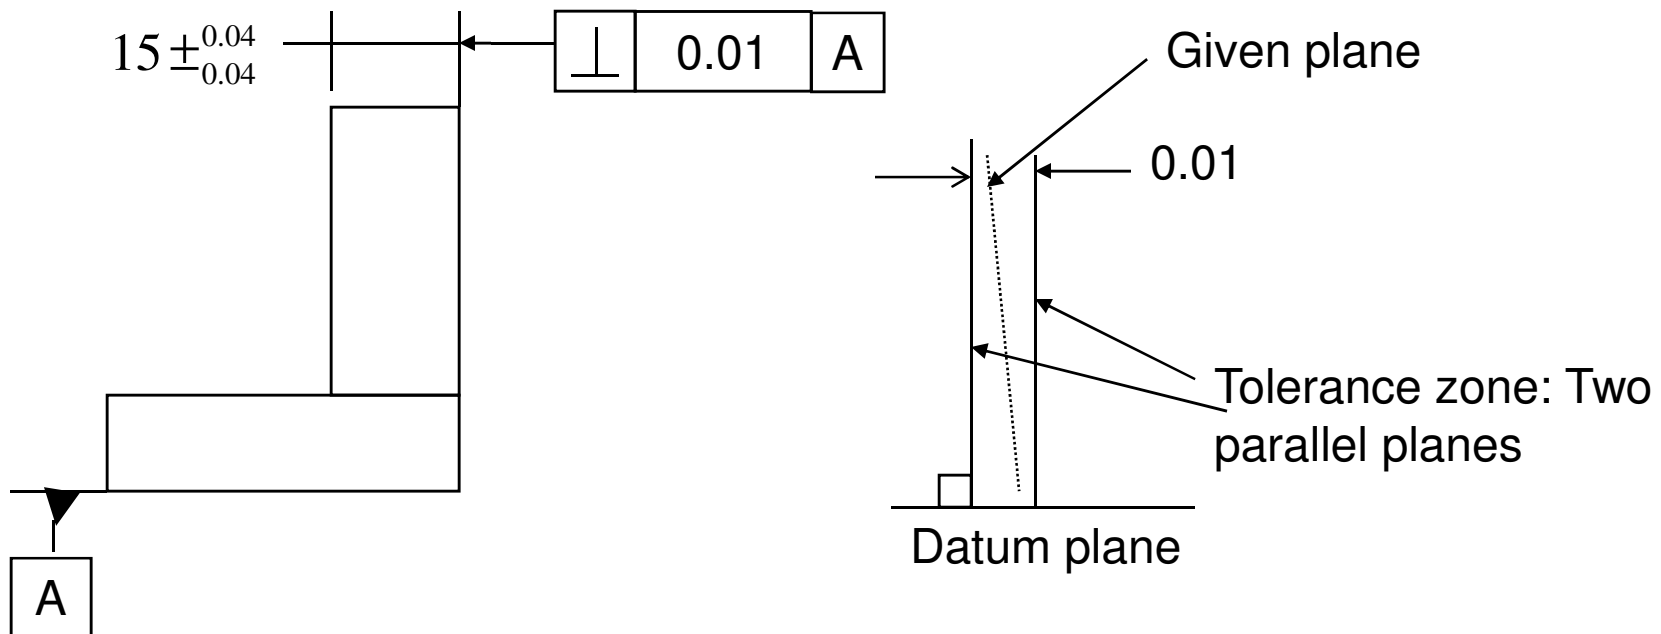 15 ±0.04 0.04
⊥ 0.01 A
Given plane
0.01
Tolerance zone: Two
parallel planes
Datum plane
A